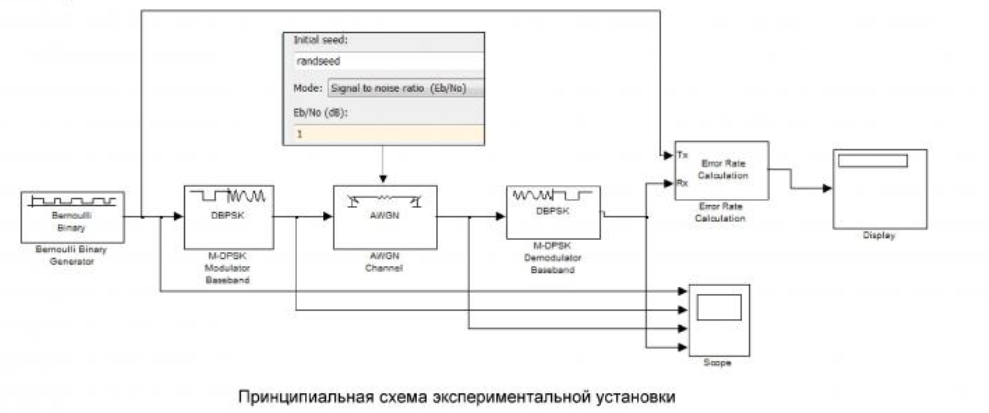 Initial seed:
randseed
Mode: Signal to noise ratio (Eb/No)
Eb/No (dB):
1
Tx
Rx
Error Rate
Calculation
Error Rate
Calculation
Display
Bernoulli
Binary
Bernoulli Binary
Generator
DBPSK
M-DPSK
Modulator
Baseband
AWGN
AWGN
Channel
DBPSK
M-DPSK
Demodulator
Baseband
Scope
Принципиальная схема экспериментальной установки